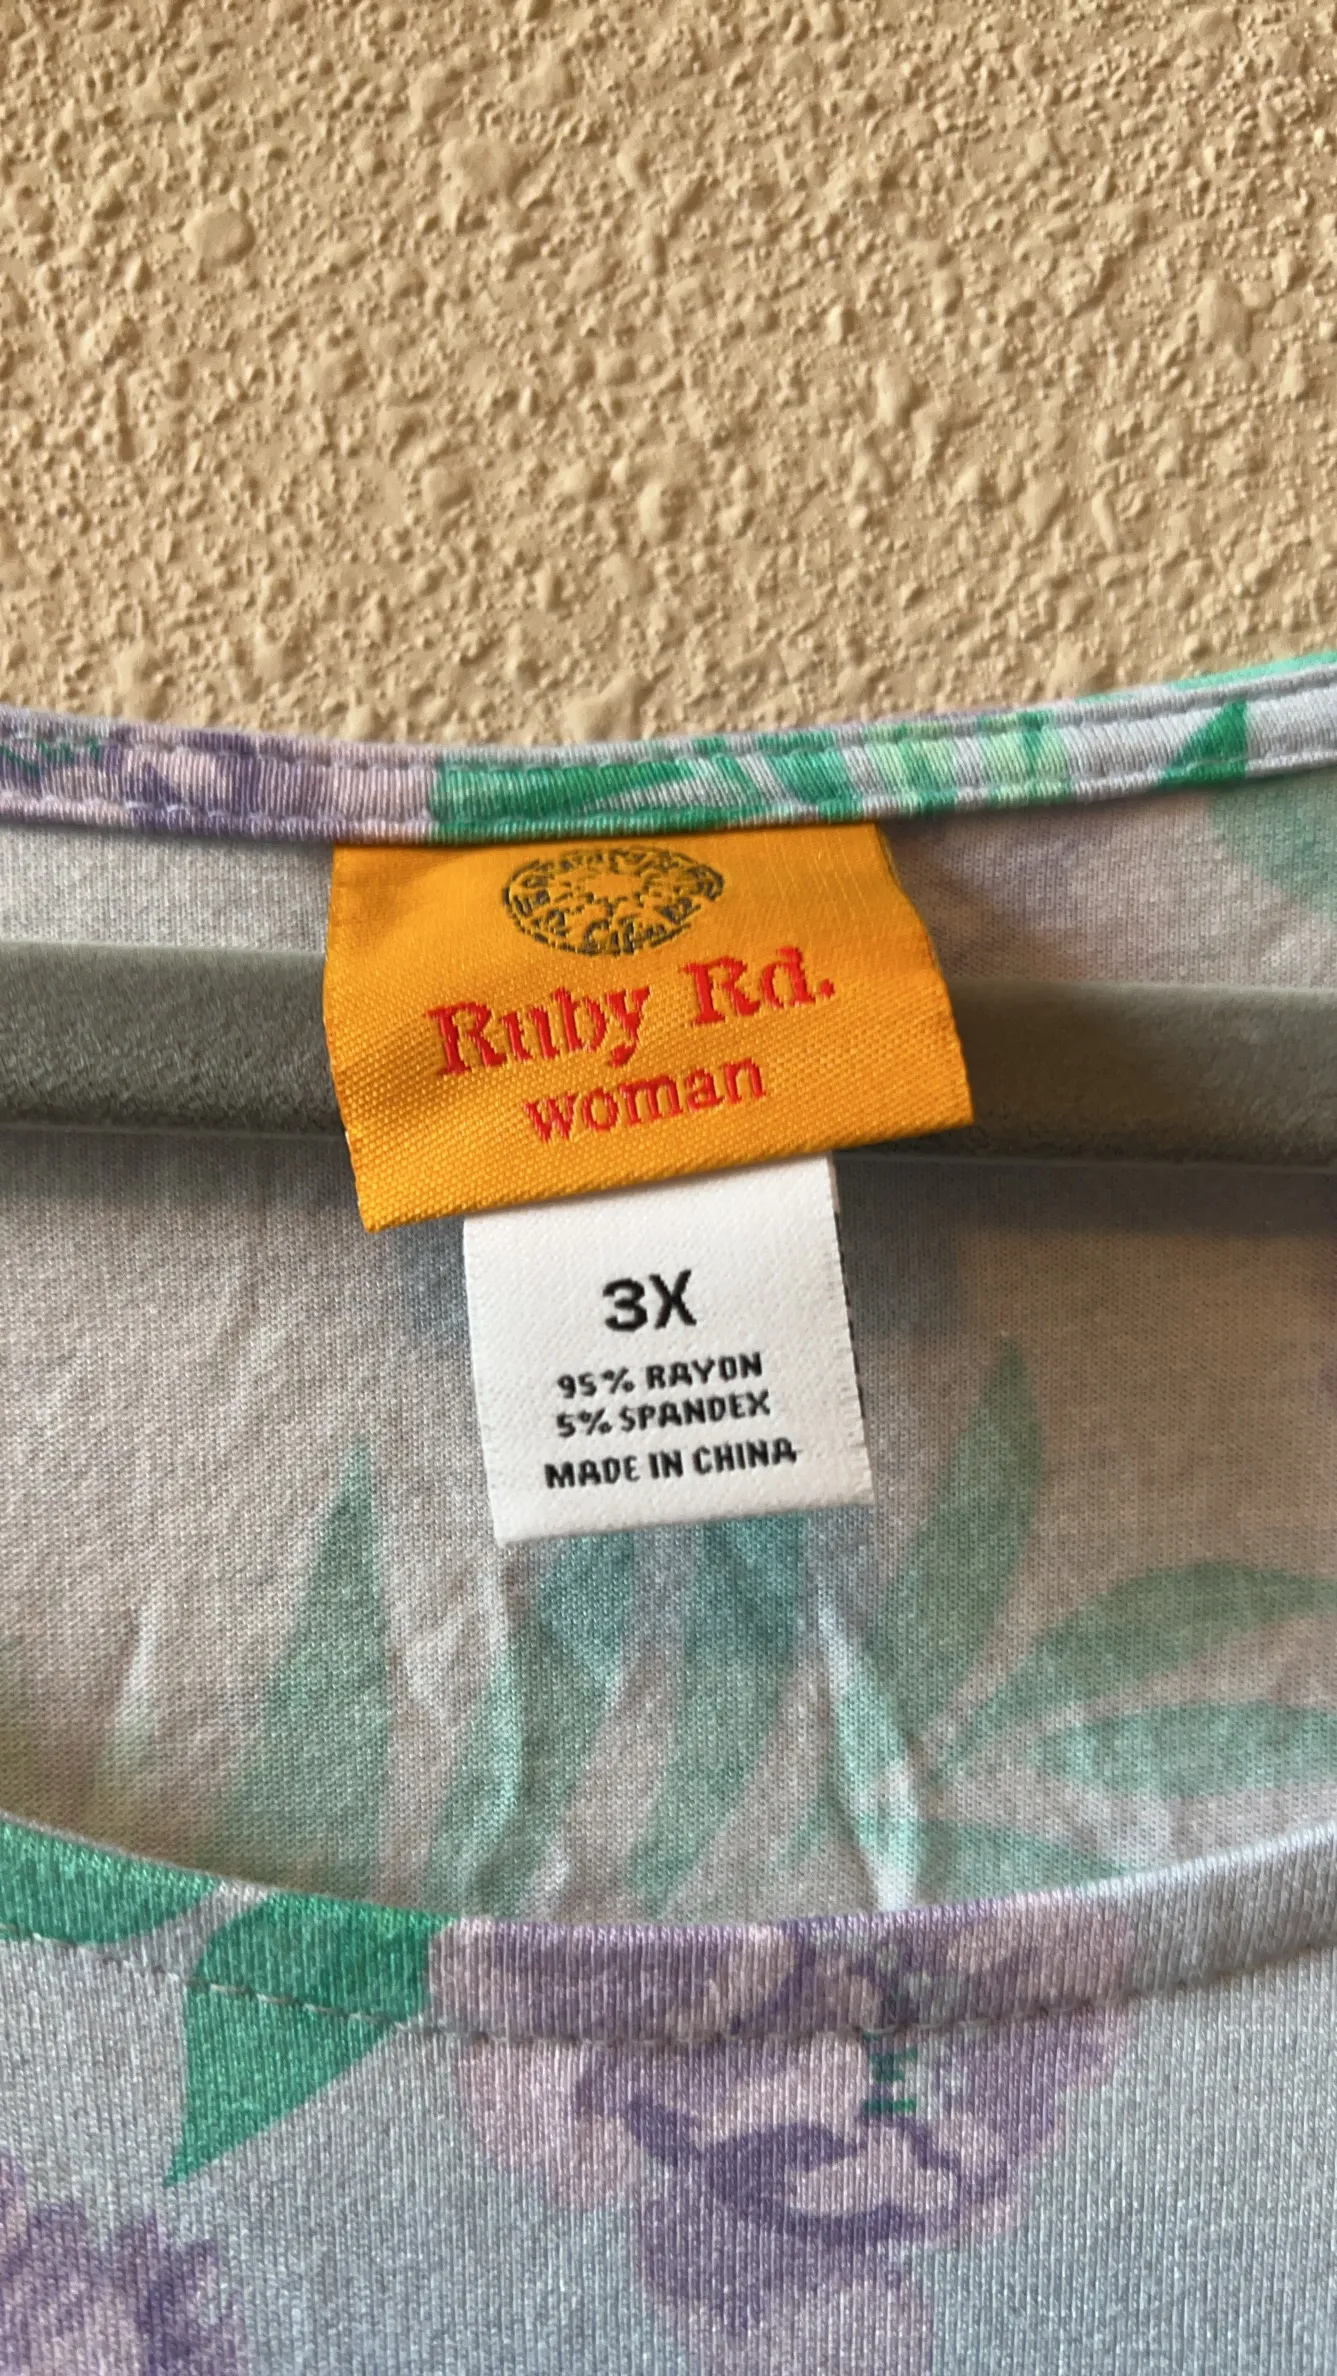 Ruby Rd.
woman
3X
95% RAYON
5% SPANDEX
MADE IN CHINA